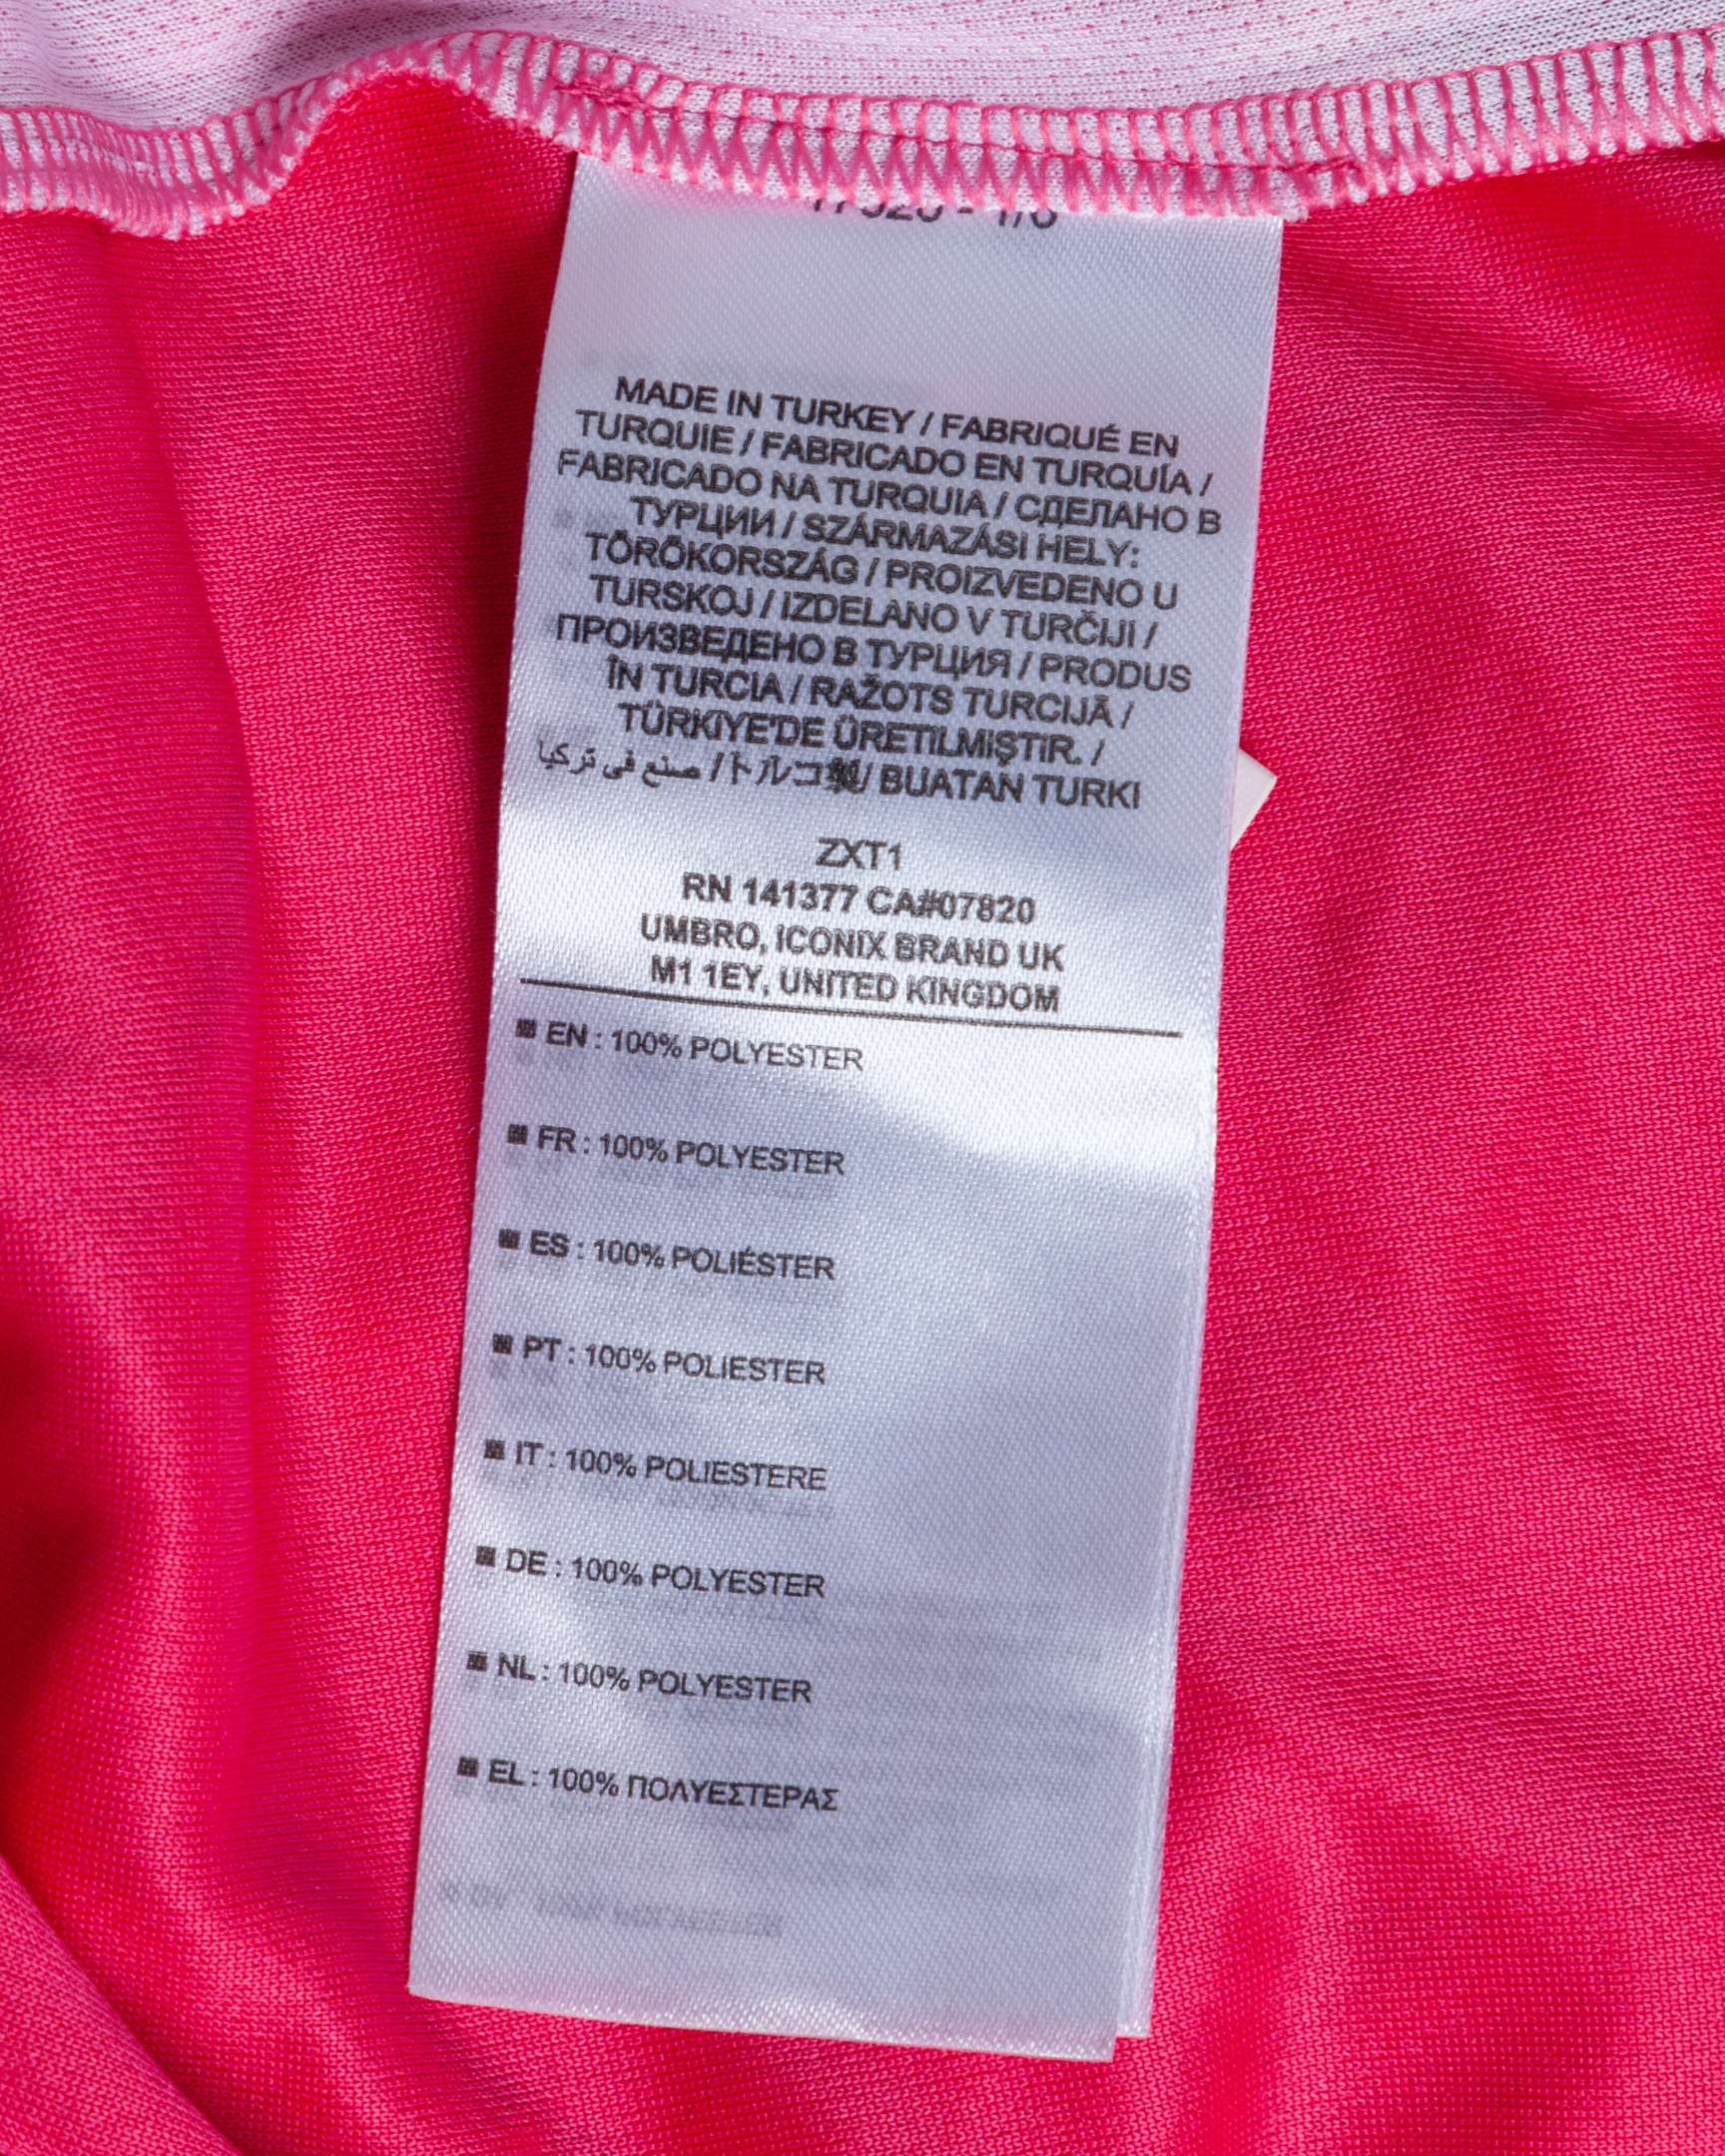 MADE IN TURKEY / FABRIQUÉ EN
TURQUIE / FABRICADO EN TURQUÍA /
FABRICADO NA TURQUIA / СДЕЛАНО В
ТУРЦИИ / SZÁRMAZÁSI HELY:
TÖRÖKORSZÁG / PROIZVEDENO U
TURSKOJ / IZDELANO V TURČIJI /
ПРОИЗВЕДЕНО В ТУРЦИЯ / PRODUS
ÎN TURCIA / RAŽOTS TURCIJĀ /
TÜRKIYE'DE ÜRETILMIŞTIR. /
صنع في تركيا /トルコ製/ BUATAN TURKI
ZXT1
RN 141377 CA#07820
UMBRO, ICONIX BRAND UK
M1 1EY, UNITED KINGDOM
EN : 100% POLYESTER
FR : 100% POLYESTER
ES : 100% POLIÉSTER
PT : 100% POLIESTER
IT : 100% POLIESTERE
DE : 100% POLYESTER
NL : 100% POLYESTER
EL : 100% ΠΟΛΥΕΣΤΕΡΑΣ